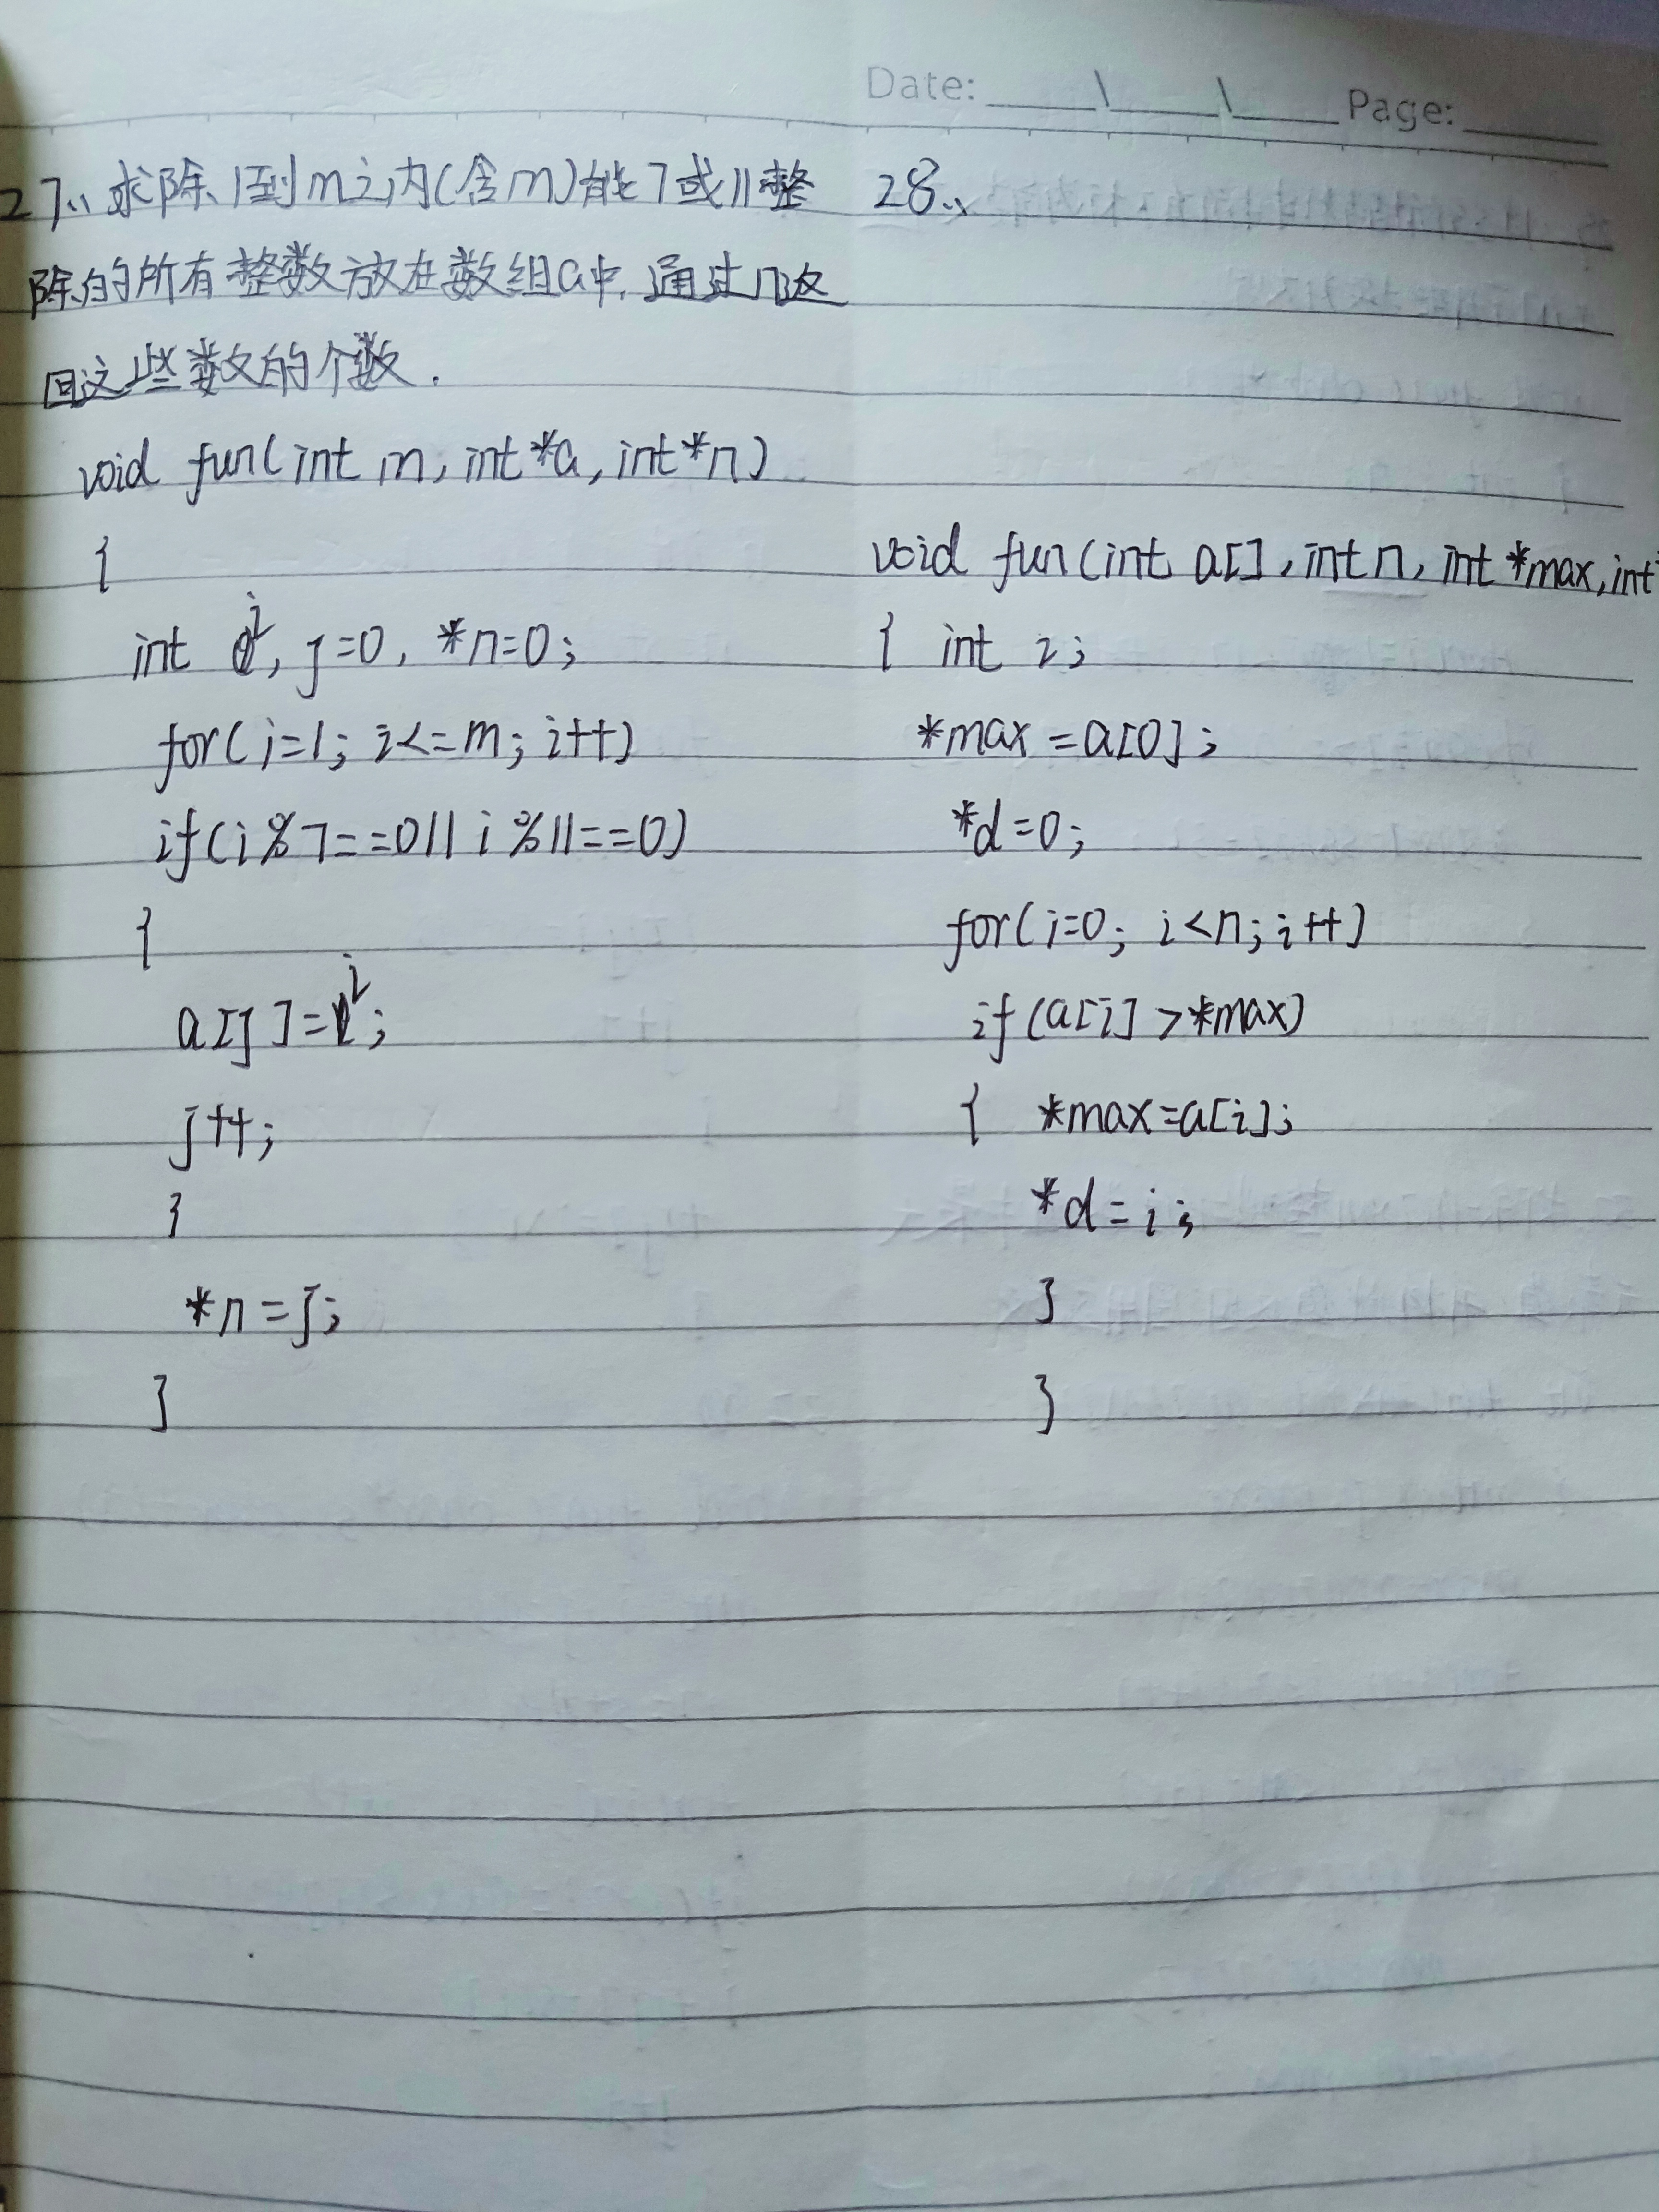 Date: \ \ Page:
27、求除1到m之内(含m)能7或11整
除的所有整数放在数组a中,通过n返
回这些数的个数.
void fun(int m, int*a, int*n)
{
int i, j=0, *n=0;
for(i=1; i<=m; i++)
if(i%7==0||i%11==0)
{
a[j]=i;
j++;
}
*n=j;
}
28、
void fun(int a[], int n, int *max, int
{ int i;
*max=a[0];
*d=0;
for(i=0; i<n; i++)
if(a[i]>*max)
{ *max=a[i];
*d=i;
}
}